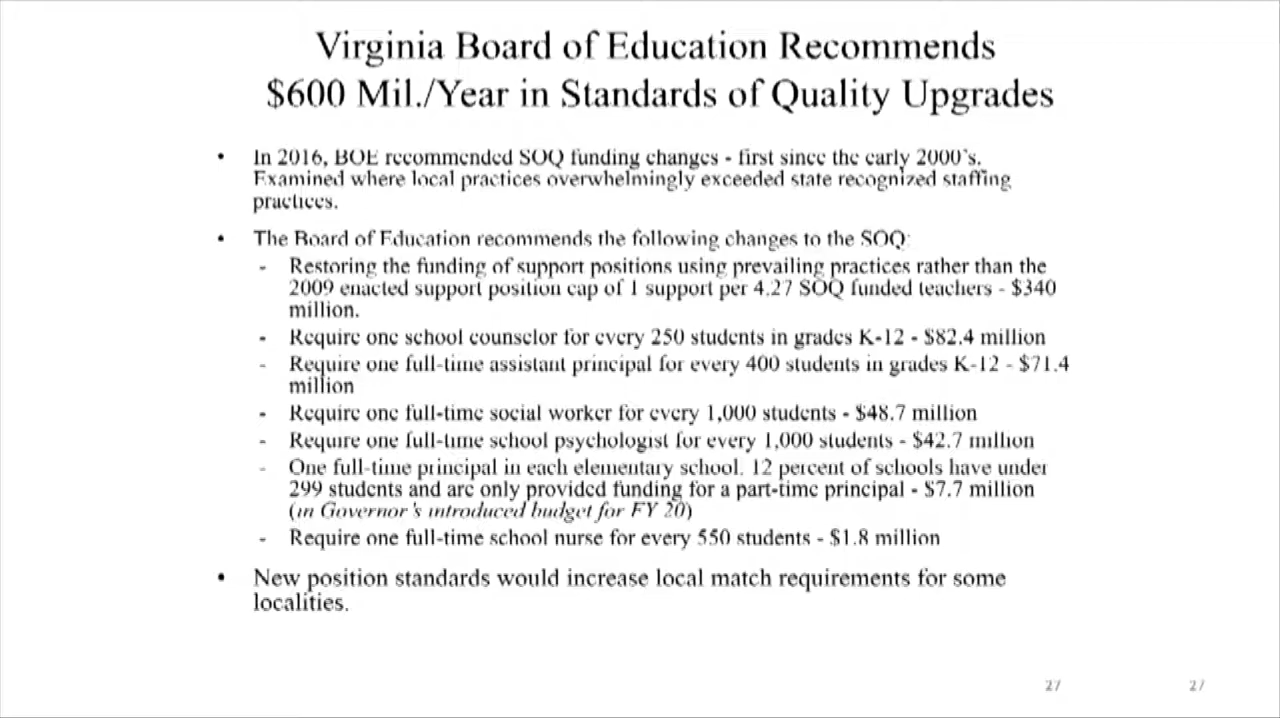 Virginia Board of Education Recommends
$600 Mil./Year in Standards of Quality Upgrades
• In 2016, BOE recommended SOQ funding changes - first since the early 2000's.
Examined where local practices overwhelmingly exceeded state recognized staffing
practices.
• The Board of Education recommends the following changes to the SOQ:
- Restoring the funding of support positions using prevailing practices rather than the
2009 enacted support position cap of 1 support per 4.27 SOQ funded teachers - $340
million.
- Require one school counselor for every 250 students in grades K-12 - $82.4 million
- Require one full-time assistant principal for every 400 students in grades K-12 - $71.4
million
- Require one full-time social worker for every 1,000 students - $48.7 million
- Require one full-time school psychologist for every 1,000 students - $42.7 million
- One full-time principal in each elementary school. 12 percent of schools have under
299 students and are only provided funding for a part-time principal - $7.7 million
(in Governor's introduced budget for FY 20)
- Require one full-time school nurse for every 550 students - $1.8 million
• New position standards would increase local match requirements for some
localities.
27 27